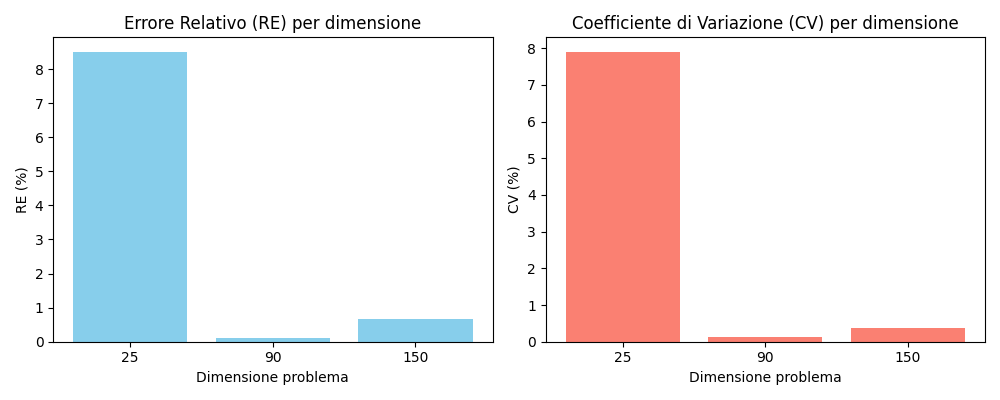 Errore Relativo (RE) per dimensione
RE (%)
8
7
6
5
4
3
2
1
0
25 90 150
Dimensione problema
Coefficiente di Variazione (CV) per dimensione
CV (%)
8
7
6
5
4
3
2
1
0
25 90 150
Dimensione problema